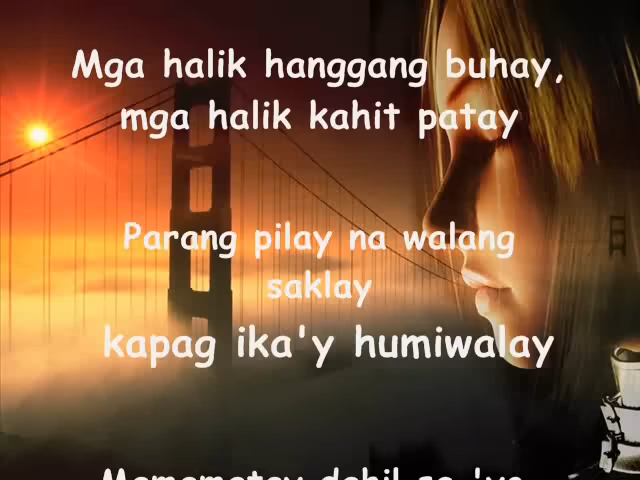 Mga halik hanggang buhay,
mga halik kahit patay
Parang pilay na walang
saklay
kapag ika'y humiwalay
Mamamatay dahil sa 'yo